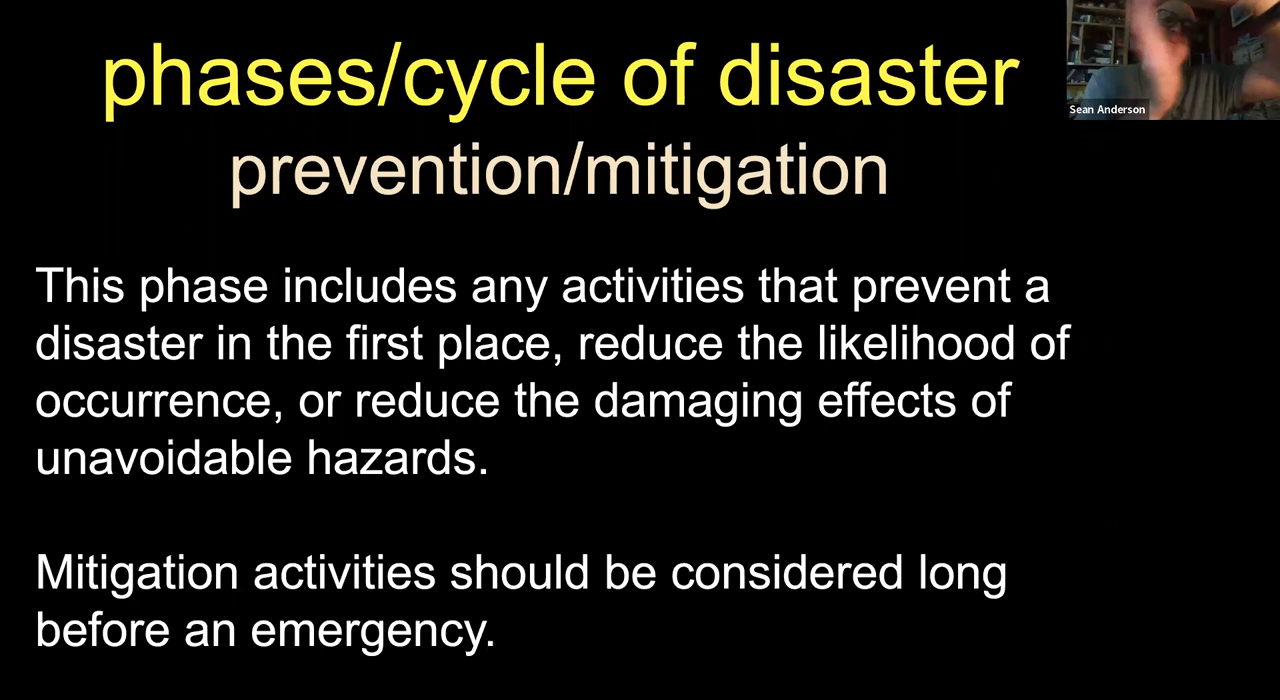 phases/cycle of disaster
prevention/mitigation
Sean Anderson
This phase includes any activities that prevent a
disaster in the first place, reduce the likelihood of
occurrence, or reduce the damaging effects of
unavoidable hazards.
Mitigation activities should be considered long
before an emergency.